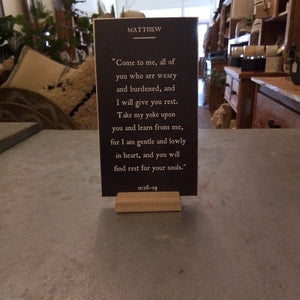 MATTHEW
"Come to me, all of
you who are weary
and burdened, and
I will give you rest.
Take my yoke upon
you and learn from me,
for I am gentle and lowly
in heart, and you will
find rest for your souls."
11:28-29